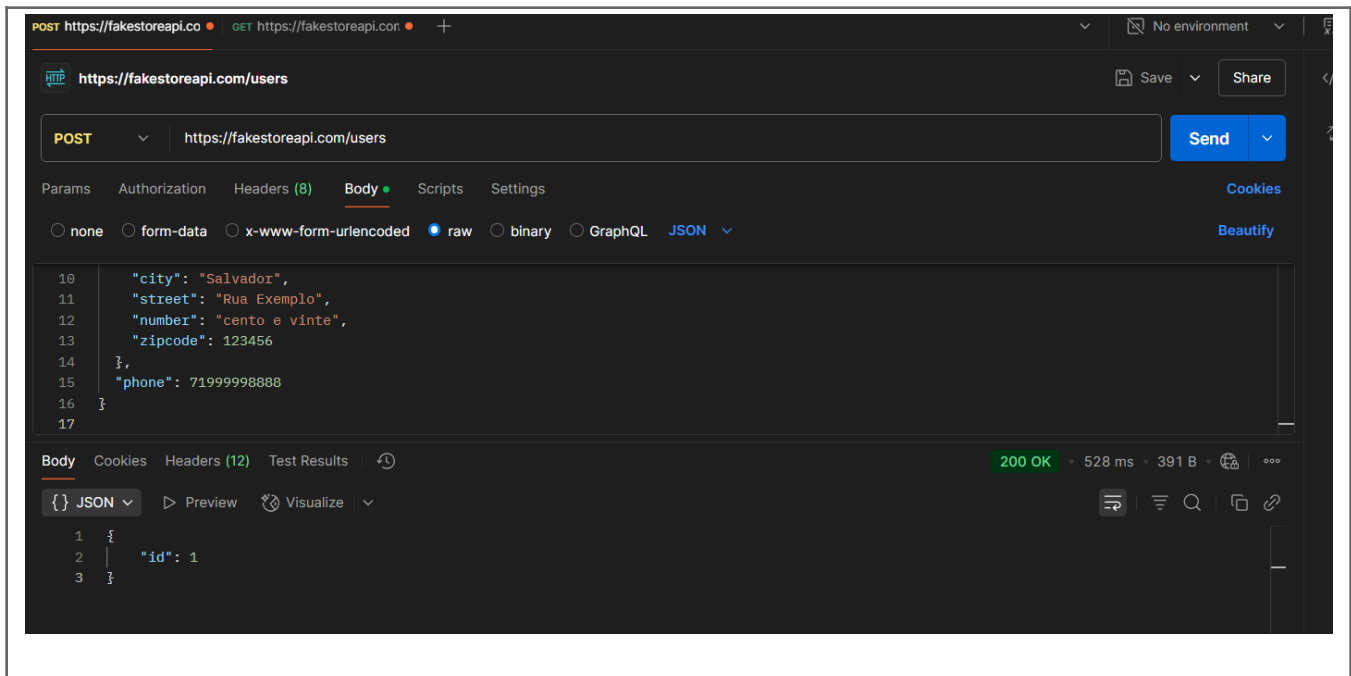 POST https://fakestoreapi.co GET https://fakestoreapi.con + No environment
HTTP https://fakestoreapi.com/users Save Share
POST https://fakestoreapi.com/users Send
Params Authorization Headers (8) Body Scripts Settings Cookies
none form-data x-www-form-urlencoded raw binary GraphQL JSON Beautify
10 "city": "Salvador",
11 "street": "Rua Exemplo",
12 "number": "cento e vinte",
13 "zipcode": 123456
14 },
15 "phone": 71999998888
16 }
17
Body Cookies Headers (12) Test Results 200 OK 528 ms 391 B
{} JSON Preview Visualize
1 {
2 "id": 1
3 }